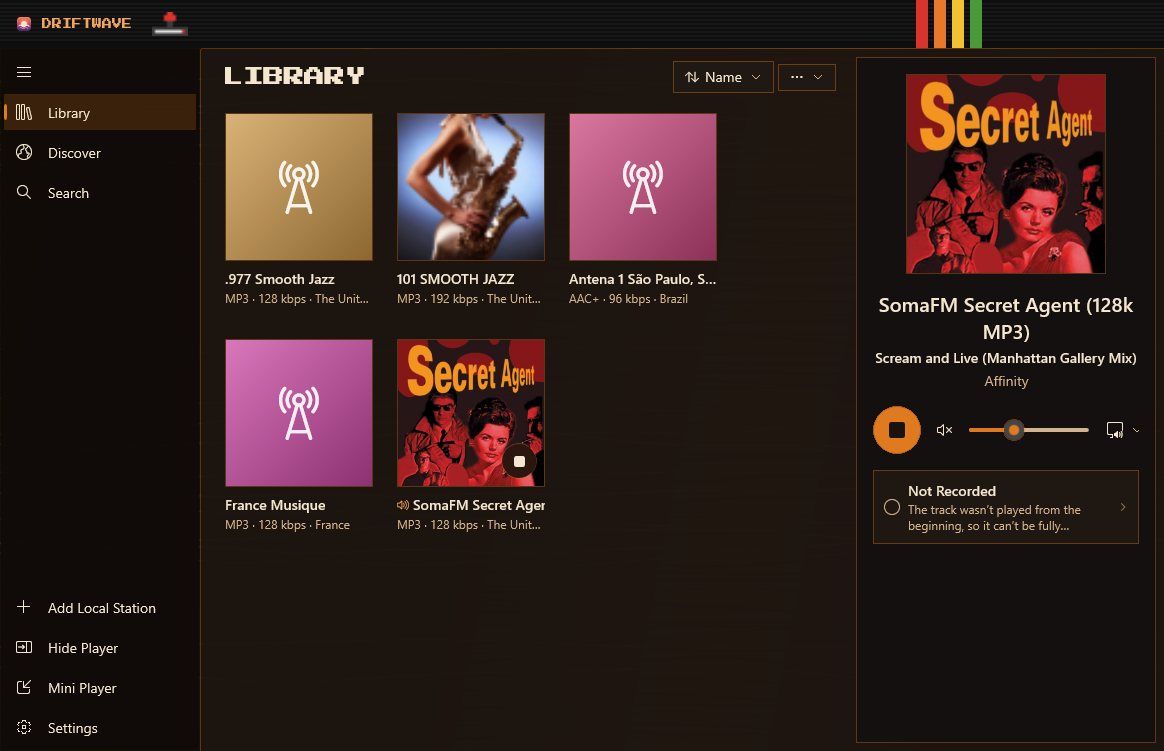 DRIFTWAVE
Library
Discover
Search
Add Local Station
Hide Player
Mini Player
Settings
LIBRARY
Name
.977 Smooth Jazz
MP3 · 128 kbps · The Unit...
101 SMOOTH JAZZ
MP3 · 192 kbps · The Unit...
Antena 1 São Paulo, S...
AAC+ · 96 kbps · Brazil
France Musique
MP3 · 128 kbps · France
Secret Agent
SomaFM Secret Agen
MP3 · 128 kbps · The Unit...
Secret Agent
SomaFM Secret Agent (128k
MP3)
Scream and Live (Manhattan Gallery Mix)
Affinity
Not Recorded
The track wasn't played from the
beginning, so it can't be fully...